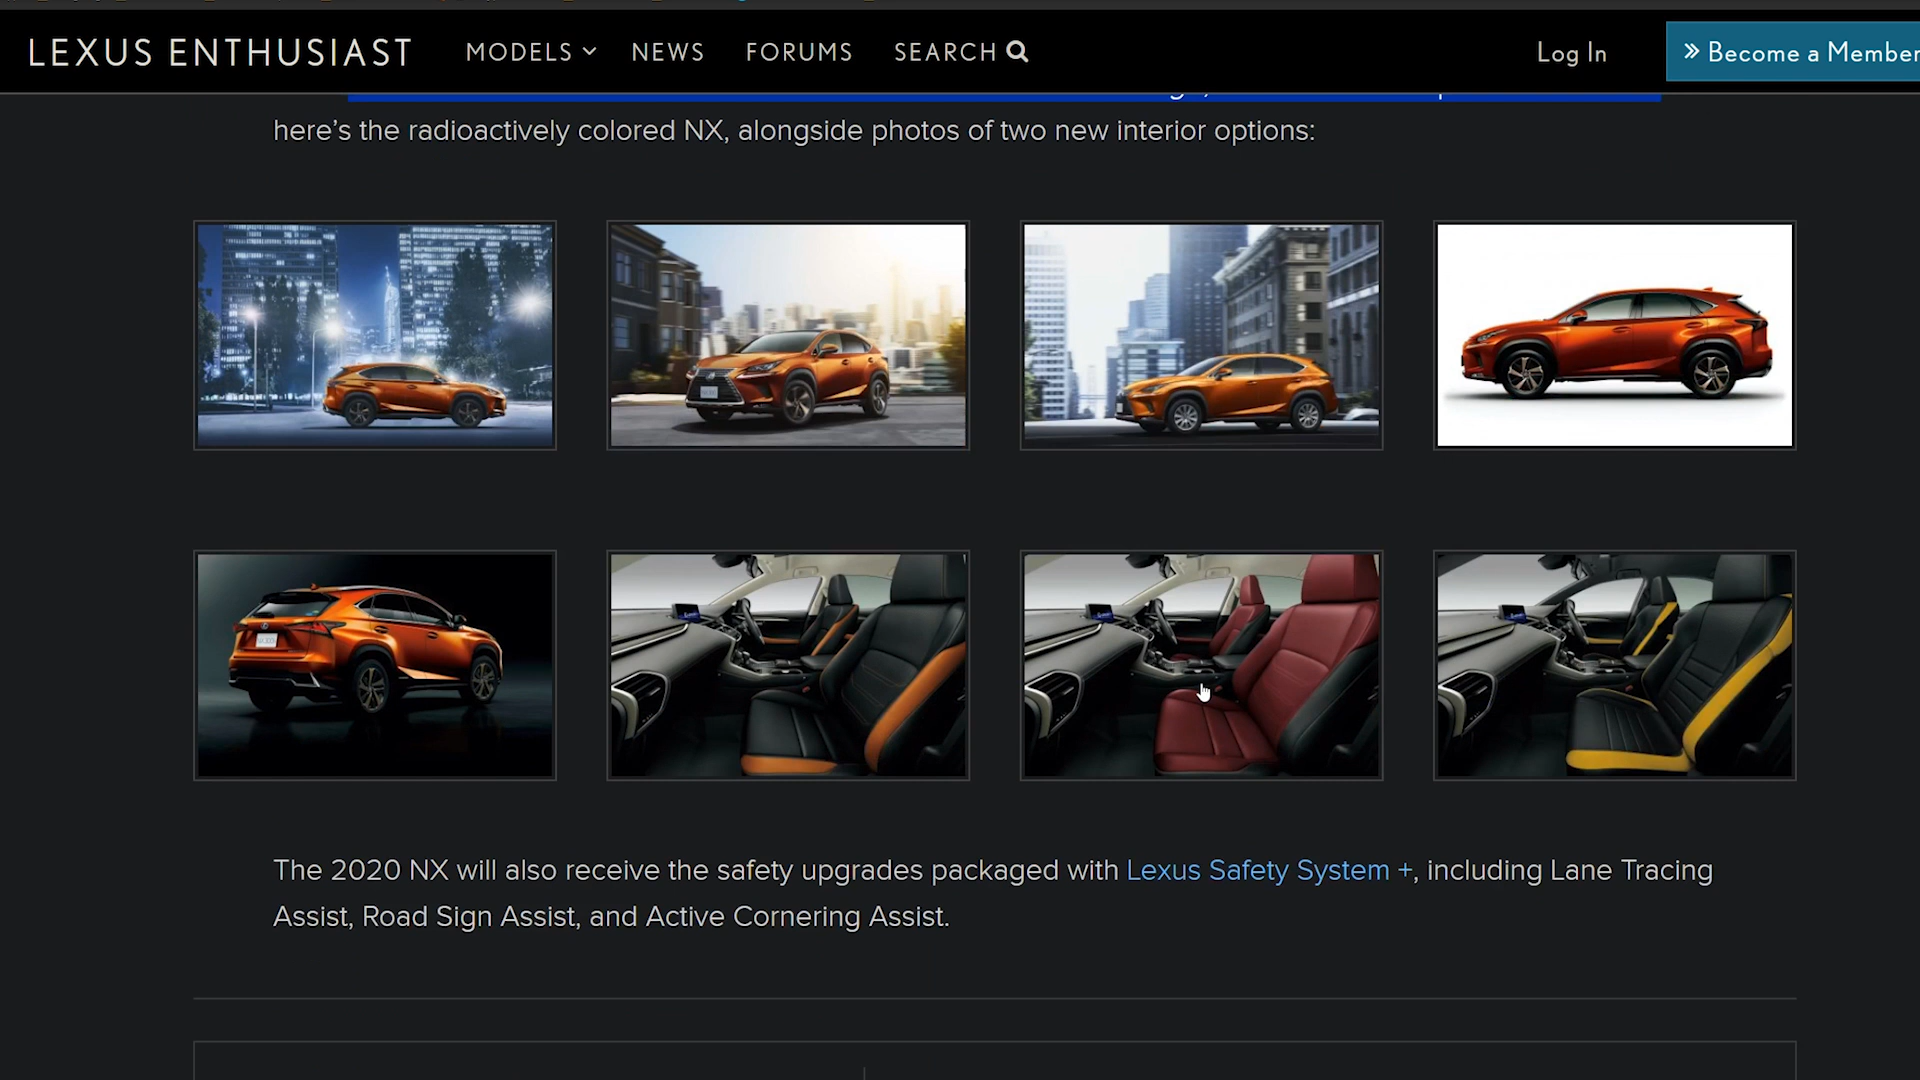 LEXUS ENTHUSIAST MODELS NEWS FORUMS SEARCH Log In » Become a Member
here’s the radioactively colored NX, alongside photos of two new interior options:
The 2020 NX will also receive the safety upgrades packaged with Lexus Safety System +, including Lane Tracing
Assist, Road Sign Assist, and Active Cornering Assist.